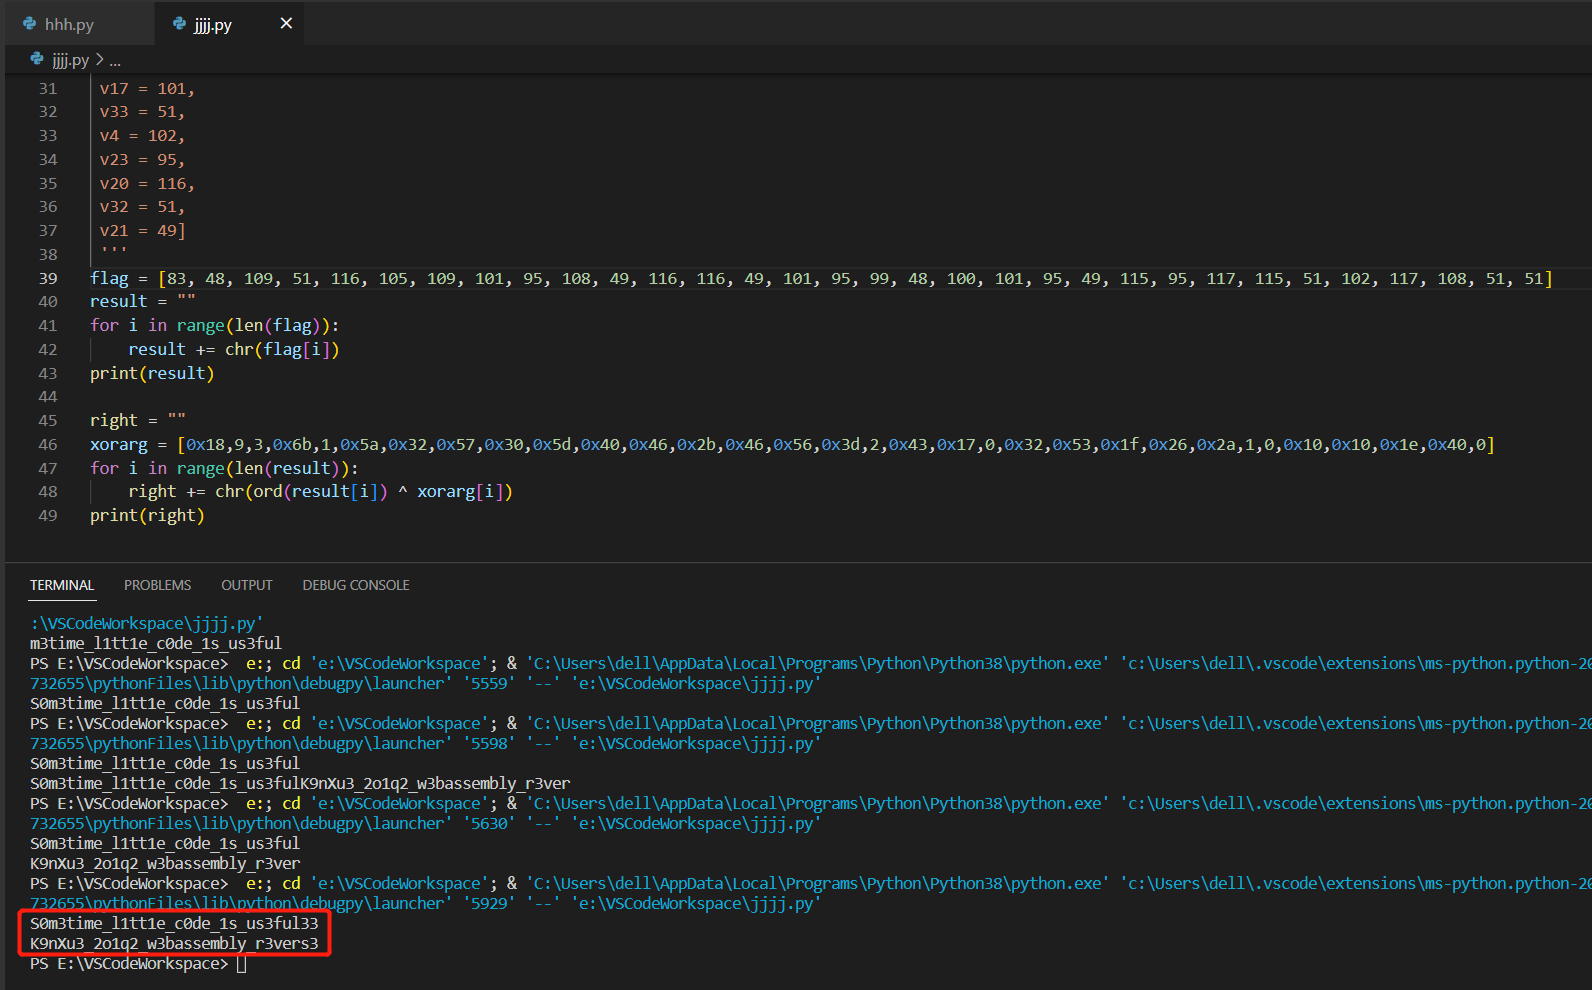 hhh.py
jjjj.py
jjjj.py > ...
31 v17 = 101,
32 v33 = 51,
33 v4 = 102,
34 v23 = 95,
35 v20 = 116,
36 v32 = 51,
37 v21 = 49]
38 '''
39 flag = [83, 48, 109, 51, 116, 105, 109, 101, 95, 108, 49, 116, 116, 49, 101, 95, 99, 48, 100, 101, 95, 49, 115, 95, 117, 115, 51, 102, 117, 108, 51, 51]
40 result = ""
41 for i in range(len(flag)):
42 result += chr(flag[i])
43 print(result)
44
45 right = ""
46 xorarg = [0x18,9,3,0x6b,1,0x5a,0x32,0x57,0x30,0x5d,0x40,0x46,0x2b,0x46,0x56,0x3d,2,0x43,0x17,0,0x32,0x53,0x1f,0x26,0x2a,1,0,0x10,0x10,0x1e,0x40,0]
47 for i in range(len(result)):
48 right += chr(ord(result[i]) ^ xorarg[i])
49 print(right)
TERMINAL PROBLEMS OUTPUT DEBUG CONSOLE
:\VSCodeWorkspace\jjjj.py'
m3time_l1tt1e_c0de_1s_us3ful
PS E:\VSCodeWorkspace> e:; cd 'e:\VSCodeWorkspace'; & 'C:\Users\dell\AppData\Local\Programs\Python\Python38\python.exe' 'c:\Users\dell\.vscode\extensions\ms-python.python-20
732655\pythonFiles\lib\python\debugpy\launcher' '5559' '--' 'e:\VSCodeWorkspace\jjjj.py'
S0m3time_l1tt1e_c0de_1s_us3ful
PS E:\VSCodeWorkspace> e:; cd 'e:\VSCodeWorkspace'; & 'C:\Users\dell\AppData\Local\Programs\Python\Python38\python.exe' 'c:\Users\dell\.vscode\extensions\ms-python.python-20
732655\pythonFiles\lib\python\debugpy\launcher' '5598' '--' 'e:\VSCodeWorkspace\jjjj.py'
S0m3time_l1tt1e_c0de_1s_us3ful
S0m3time_l1tt1e_c0de_1s_us3fulK9nXu3_2o1q2_w3bassembly_r3ver
PS E:\VSCodeWorkspace> e:; cd 'e:\VSCodeWorkspace'; & 'C:\Users\dell\AppData\Local\Programs\Python\Python38\python.exe' 'c:\Users\dell\.vscode\extensions\ms-python.python-20
732655\pythonFiles\lib\python\debugpy\launcher' '5630' '--' 'e:\VSCodeWorkspace\jjjj.py'
S0m3time_l1tt1e_c0de_1s_us3ful
K9nXu3_2o1q2_w3bassembly_r3ver
PS E:\VSCodeWorkspace> e:; cd 'e:\VSCodeWorkspace'; & 'C:\Users\dell\AppData\Local\Programs\Python\Python38\python.exe' 'c:\Users\dell\.vscode\extensions\ms-python.python-20
732655\pythonFiles\lib\python\debugpy\launcher' '5929' '--' 'e:\VSCodeWorkspace\jjjj.py'
S0m3time_l1tt1e_c0de_1s_us3ful33
K9nXu3_2o1q2_w3bassembly_r3vers3
PS E:\VSCodeWorkspace>